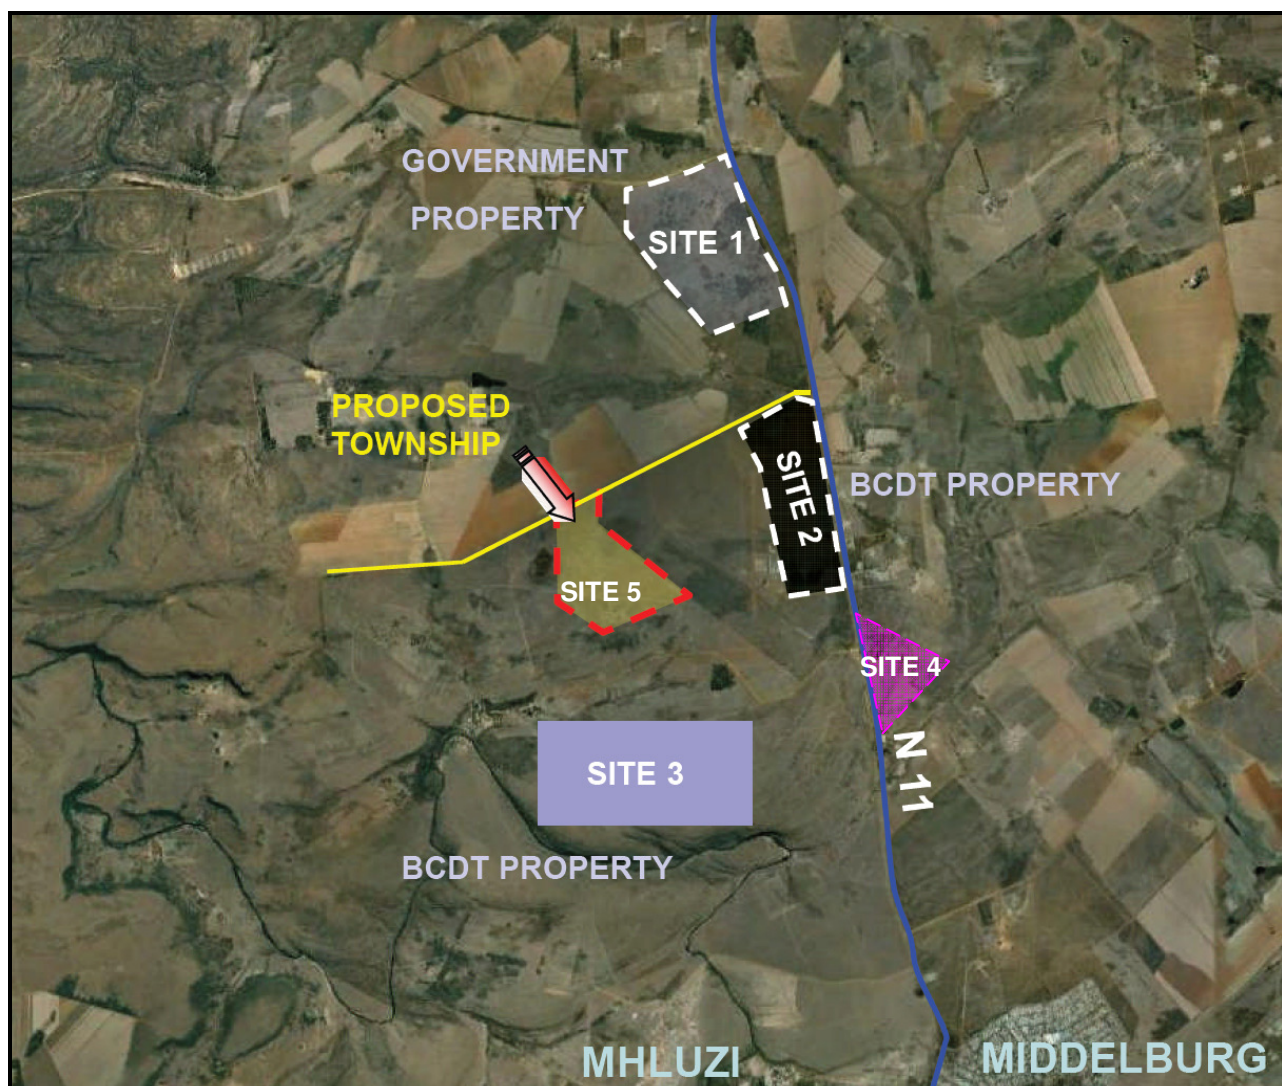 GOVERNMENT
PROPERTY
SITE 1
PROPOSED
TOWNSHIP
SITE 2
BCDT PROPERTY
SITE 5
SITE 4
N 11
SITE 3
BCDT PROPERTY
MHLUZI
MIDDELBURG